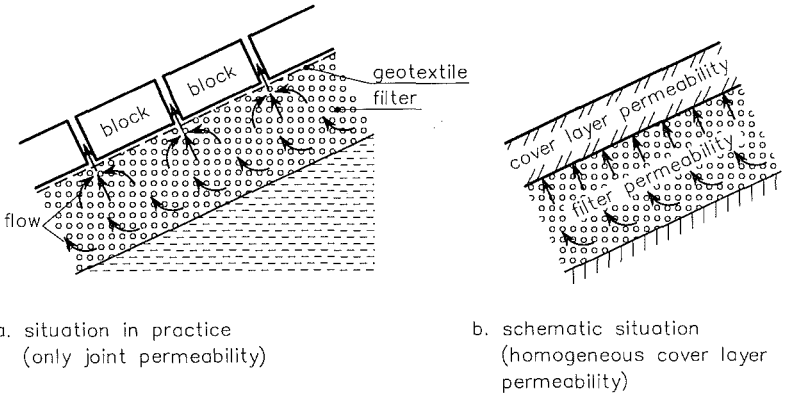 block
block
geotextile
filter
flow
a. situation in practice
(only joint permeability)
cover layer permeability
filter permeability
b. schematic situation
(homogeneous cover layer
permeability)